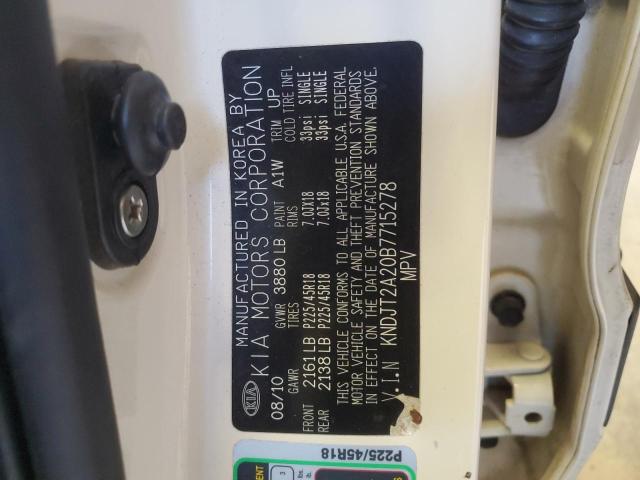 MANUFACTURED IN KOREA BY
KIA KIA MOTORS CORPORATION
08/10 GVWR 3880 LB PAINT A1W TRIM UP
GAWR TIRES RIMS COLD TIRE INFL
FRONT 2161 LB P225/45R18 7.0JX18 33psi SINGLE
REAR 2138 LB P225/45R18 7.0JX18 33psi SINGLE
THIS VEHICLE CONFORMS TO ALL APPLICABLE U.S.A. FEDERAL
MOTOR VEHICLE SAFETY AND THEFT PREVENTION STANDARDS
IN EFFECT ON THE DATE OF MANUFACTURE SHOWN ABOVE.
V.I.N KNDJT2A20B7715278
MPV
P225/45R18
3